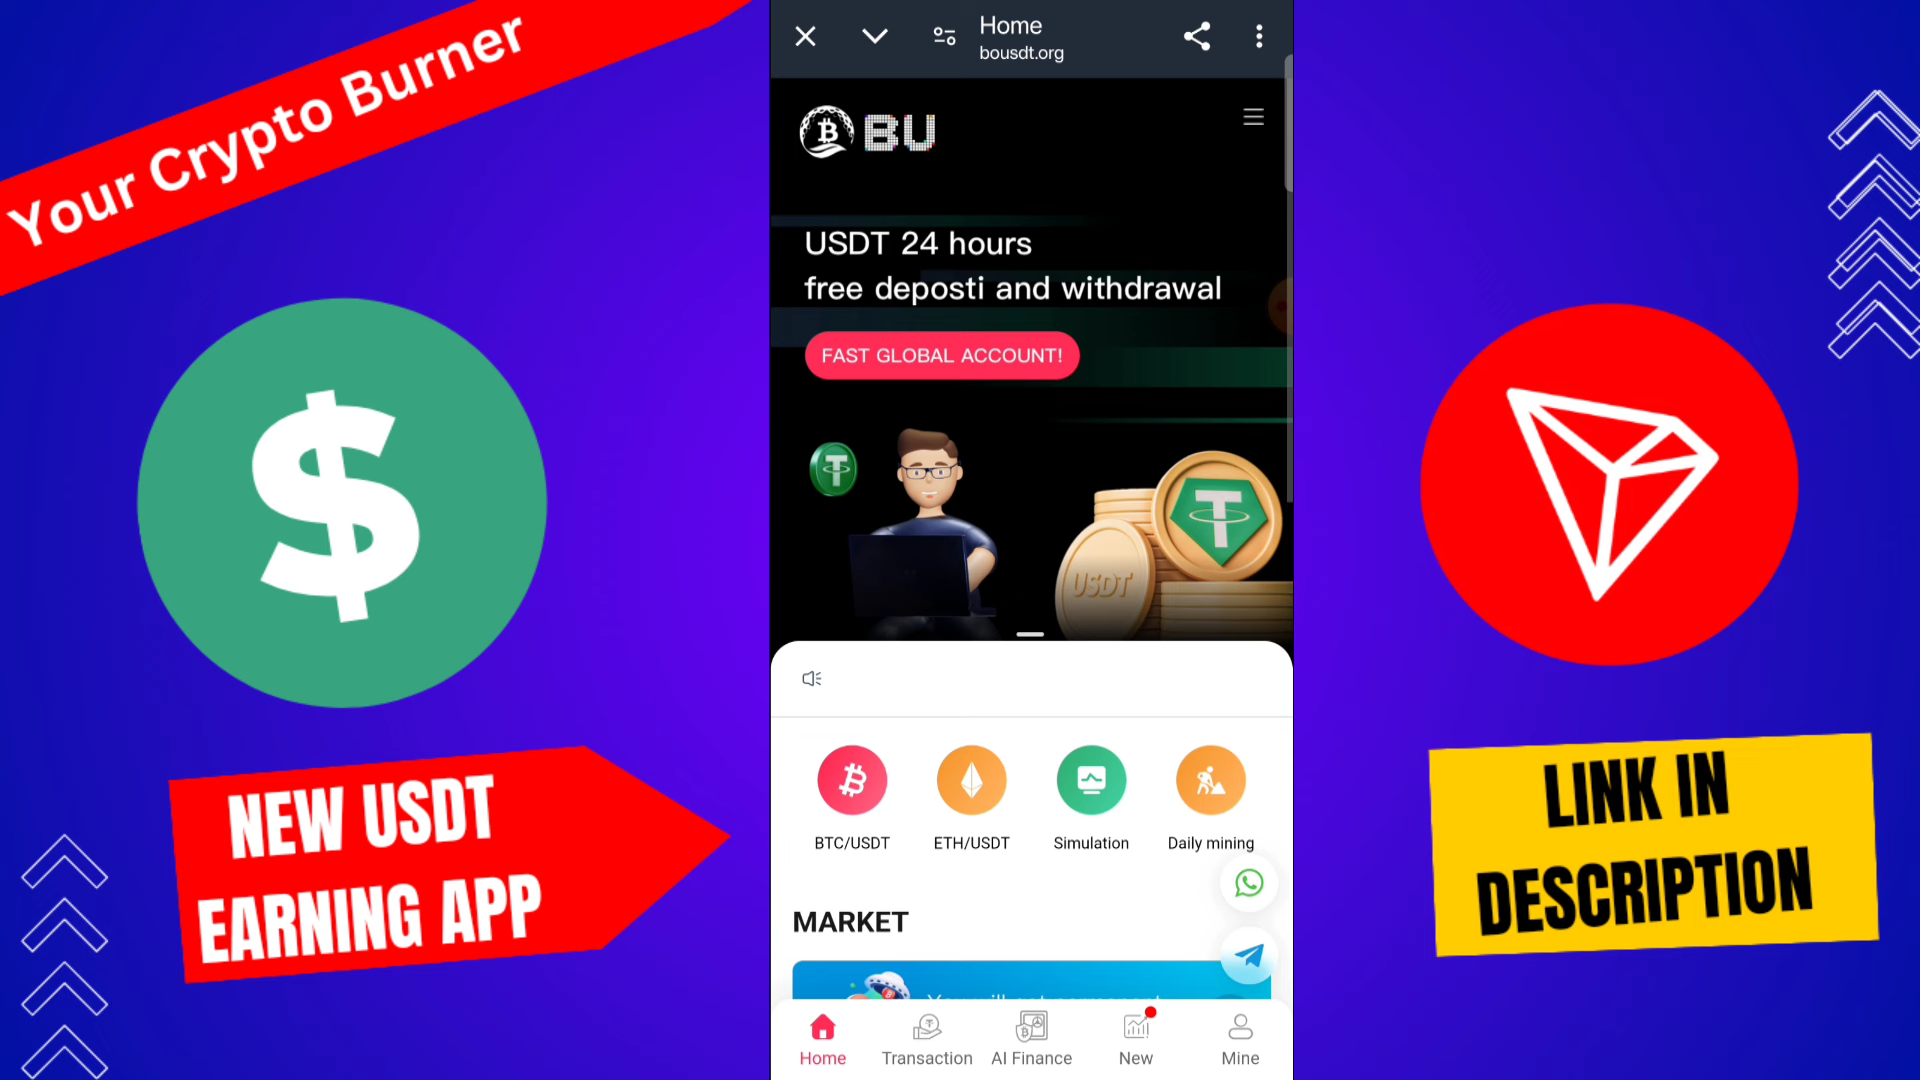 Your Crypto Burner
Home
bousdt.org
BU
USDT 24 hours
free deposti and withdrawal
FAST GLOBAL ACCOUNT!
USDT
BTC/USDT
ETH/USDT
Simulation
Daily mining
MARKET
Home
Transaction
AI Finance
New
Mine
NEW USDT
EARNING APP
LINK IN
DESCRIPTION